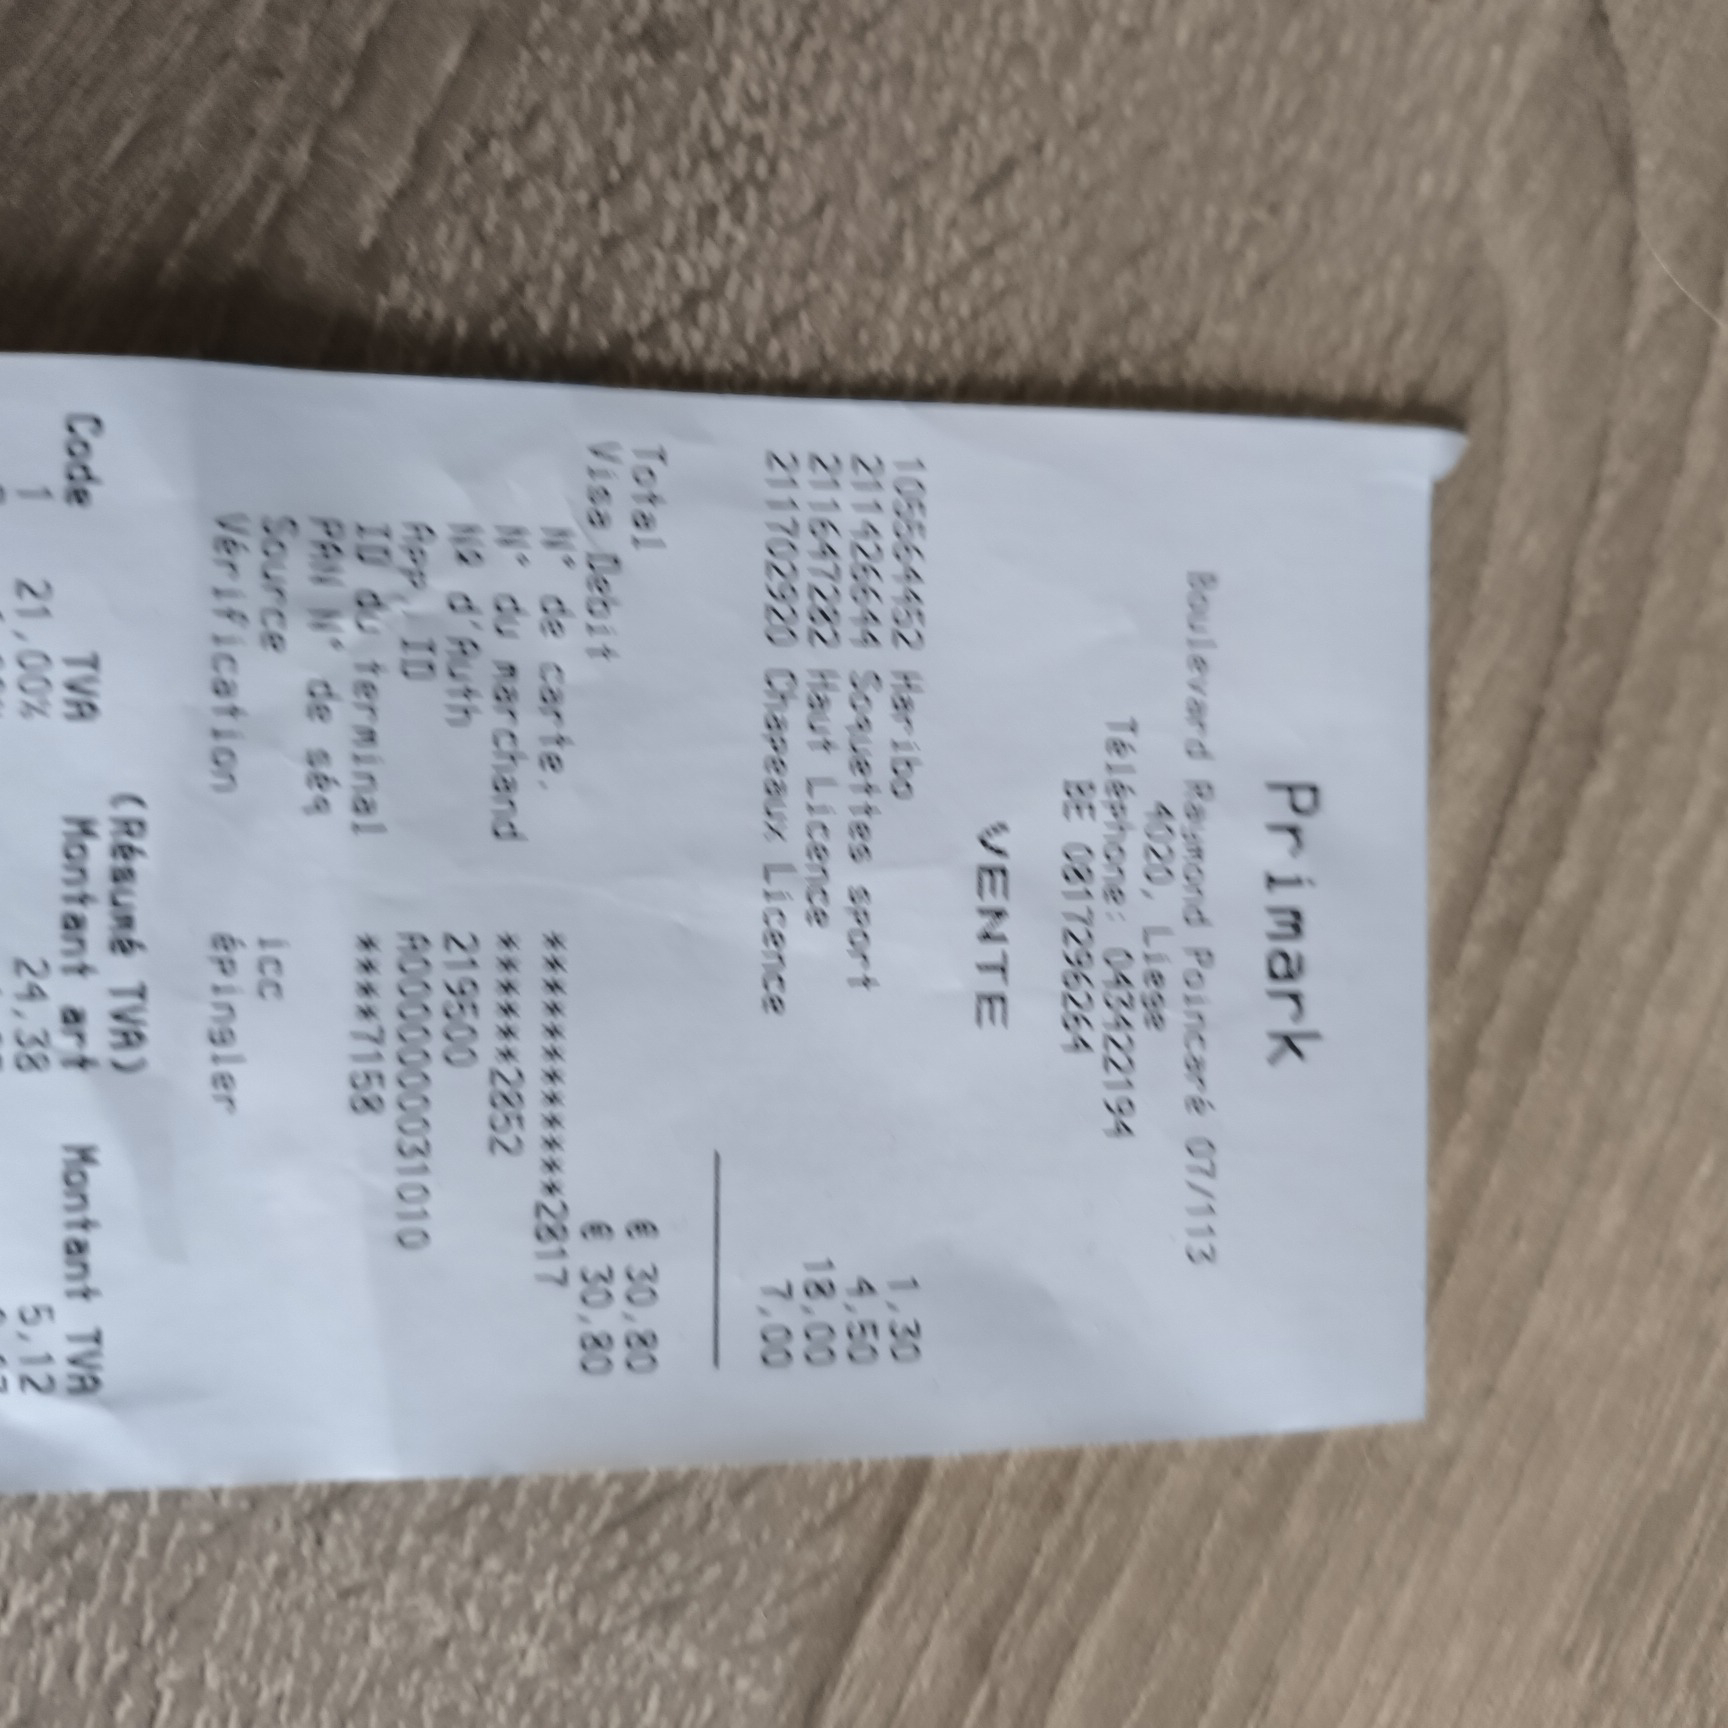 Primark
Boulevard Raymond Poincaré 07/113
4020, Liege
Téléphone: 043422194
BE 0817296264
VENTE
105564452 Haribo 1,30
211426644 Soquettes sport 4,50
211647202 Haut Licence 18,00
211702920 Chapeaux Licence 7,00
Total € 30,80
Visa Debit € 30,80
N° de carte. ************2817
N° du marchand ******2852
Nø d'Auth 219500
App. ID A0000000031010
ID du terminal ****7158
PAN N° de séq
Source icc
Vérification épingler
(Résumé TVA)
Code TVA Montant art Montant TVA
1 21,00% 24,38 5,12